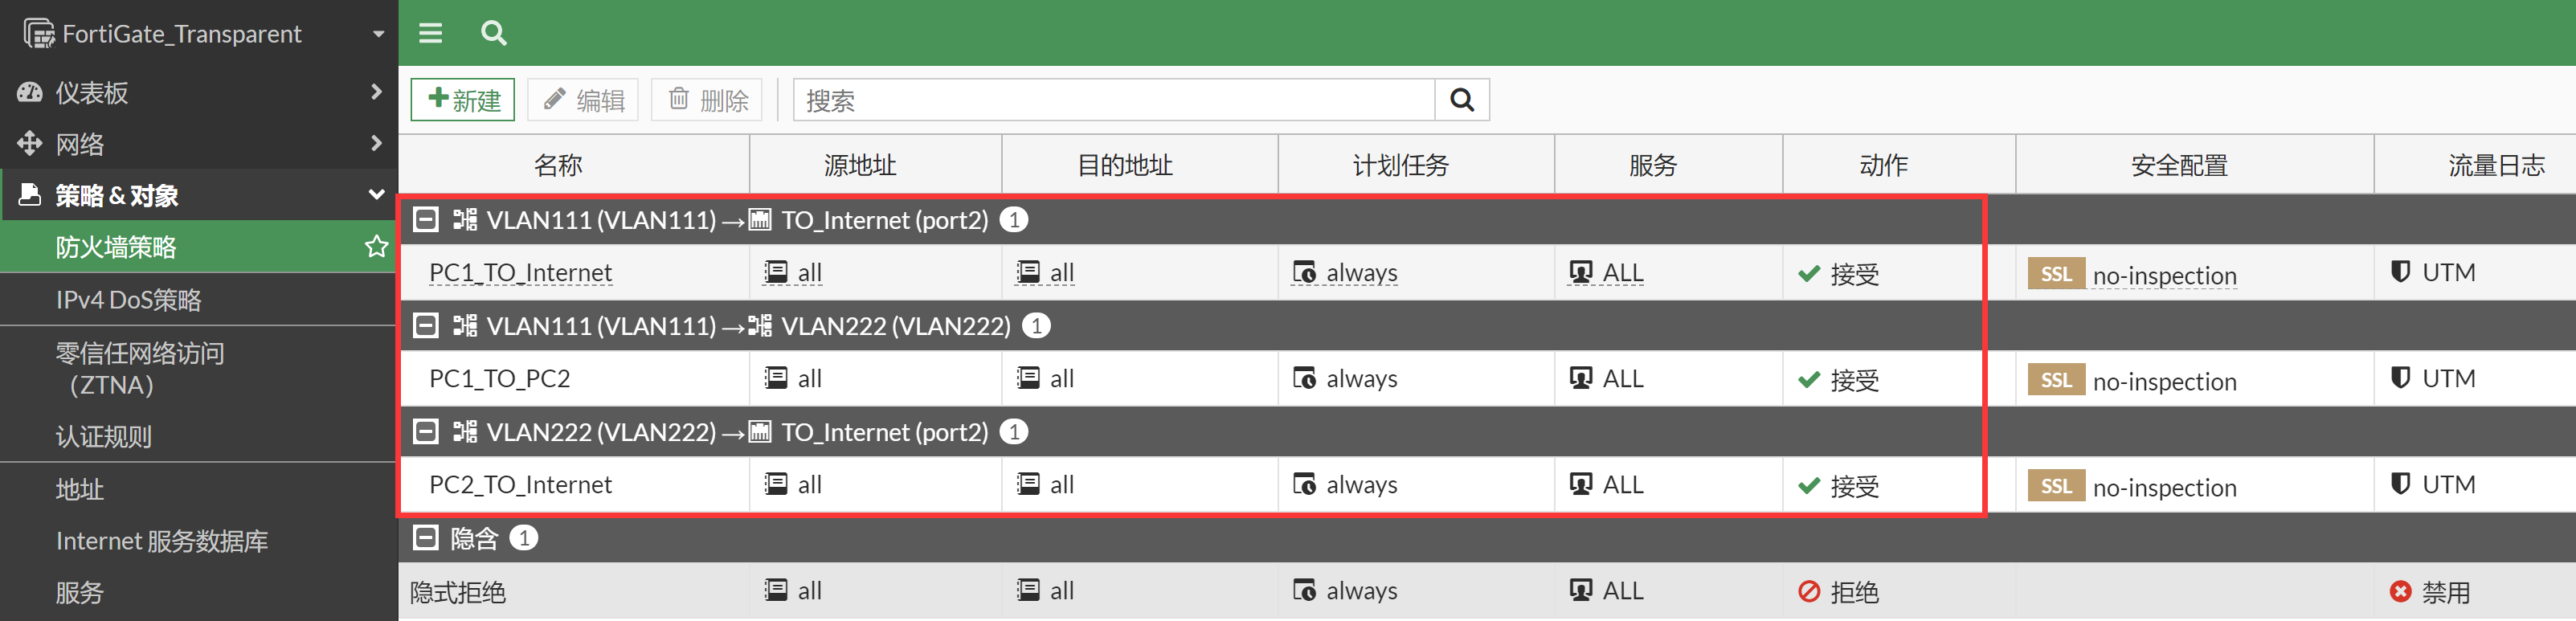 FortiGate_Transparent
仪表板
网络
策略 & 对象
防火墙策略
IPv4 DoS策略
零信任网络访问
（ZTNA）
认证规则
地址
Internet 服务数据库
服务
新建 编辑 删除 搜索
名称 源地址 目的地址 计划任务 服务 动作 安全配置 流量日志
VLAN111 (VLAN111) → TO_Internet (port2) 1
PC1_TO_Internet all all always ALL 接受 SSL no-inspection UTM
VLAN111 (VLAN111) → VLAN222 (VLAN222) 1
PC1_TO_PC2 all all always ALL 接受 SSL no-inspection UTM
VLAN222 (VLAN222) → TO_Internet (port2) 1
PC2_TO_Internet all all always ALL 接受 SSL no-inspection UTM
隐含 1
隐式拒绝 all all always ALL 拒绝 禁用